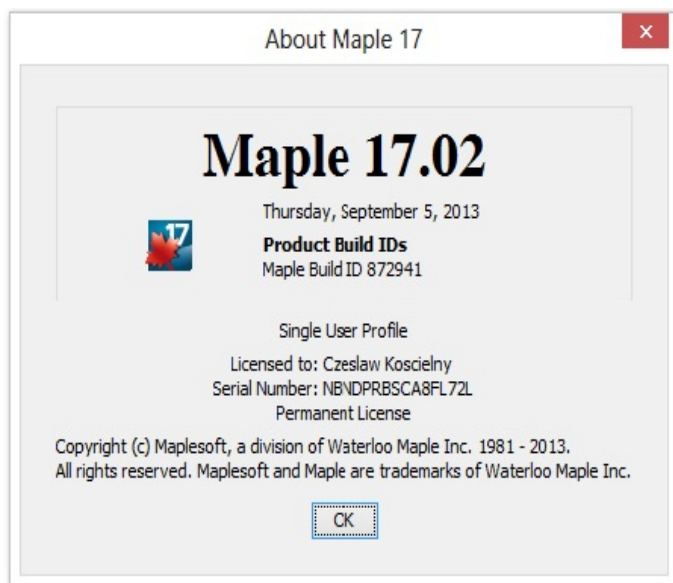 About Maple 17
x
Maple 17.02
Thursday, September 5, 2013
17
Product Build IDs
Maple Build ID 872941
Single User Profile
Licensed to: Czeslaw Koscielny
Serial Number: NBNDPRBSCA8FL72L
Permanent License
Copyright (c) Maplesoft, a division of Waterloo Maple Inc. 1981 - 2013.
All rights reserved. Maplesoft and Maple are trademarks of Waterloo Maple Inc.
OK